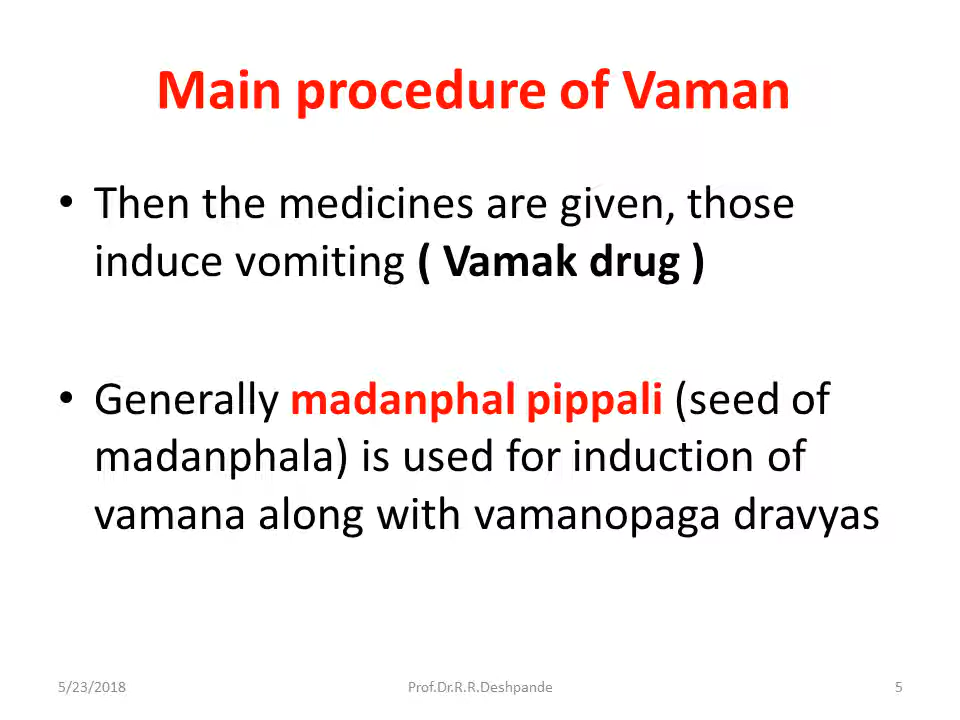 Main procedure of Vaman
• Then the medicines are given, those
induce vomiting ( Vamak drug )
• Generally madanphal pippali (seed of
madanphala) is used for induction of
vamana along with vamanopaga dravyas
5/23/2018
Prof.Dr.R.R.Deshpande
5